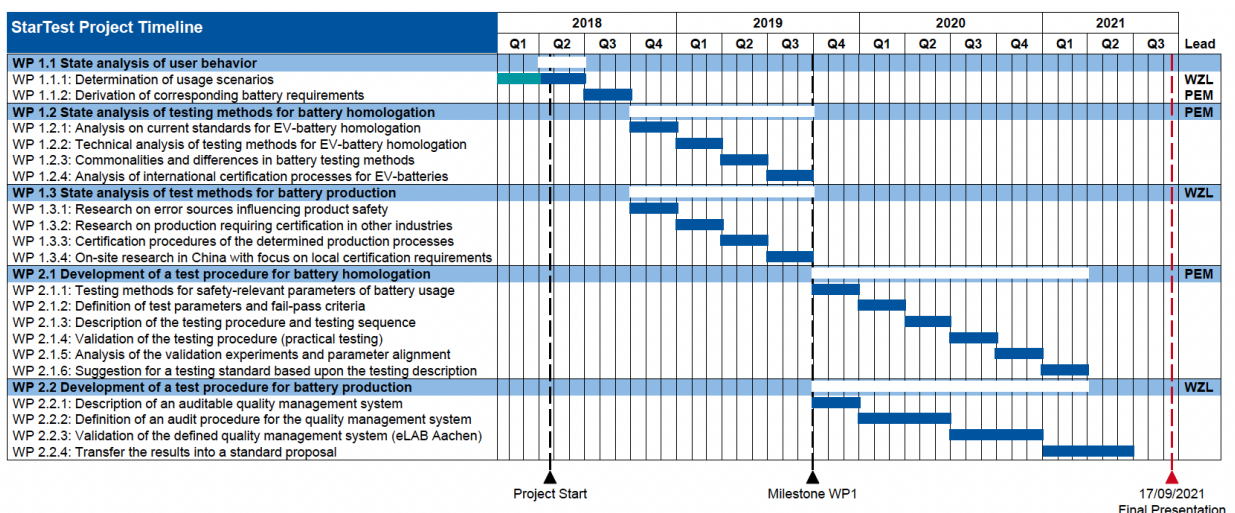 StarTest Project Timeline
2018 2019 2020 2021
Q1 Q2 Q3 Q4 Q1 Q2 Q3 Q4 Q1 Q2 Q3 Q4 Q1 Q2 Q3 Lead
WP 1.1 State analysis of user behavior
WP 1.1.1: Determination of usage scenarios WZL
WP 1.1.2: Derivation of corresponding battery requirements PEM
WP 1.2 State analysis of testing methods for battery homologation PEM
WP 1.2.1: Analysis on current standards for EV-battery homologation
WP 1.2.2: Technical analysis of testing methods for EV-battery homologation
WP 1.2.3: Commonalities and differences in battery testing methods
WP 1.2.4: Analysis of international certification processes for EV-batteries
WP 1.3 State analysis of test methods for battery production WZL
WP 1.3.1: Research on error sources influencing product safety
WP 1.3.2: Research on production requiring certification in other industries
WP 1.3.3: Certification procedures of the determined production processes
WP 1.3.4: On-site research in China with focus on local certification requirements
WP 2.1 Development of a test procedure for battery homologation PEM
WP 2.1.1: Testing methods for safety-relevant parameters of battery usage
WP 2.1.2: Definition of test parameters and fail-pass criteria
WP 2.1.3: Description of the testing procedure and testing sequence
WP 2.1.4: Validation of the testing procedure (practical testing)
WP 2.1.5: Analysis of the validation experiments and parameter alignment
WP 2.1.6: Suggestion for a testing standard based upon the testing description
WP 2.2 Development of a test procedure for battery production WZL
WP 2.2.1: Description of an auditable quality management system
WP 2.2.2: Definition of an audit procedure for the quality management system
WP 2.2.3: Validation of the defined quality management system (eLAB Aachen)
WP 2.2.4: Transfer the results into a standard proposal
Project Start Milestone WP1 17/09/2021
Final Presentation